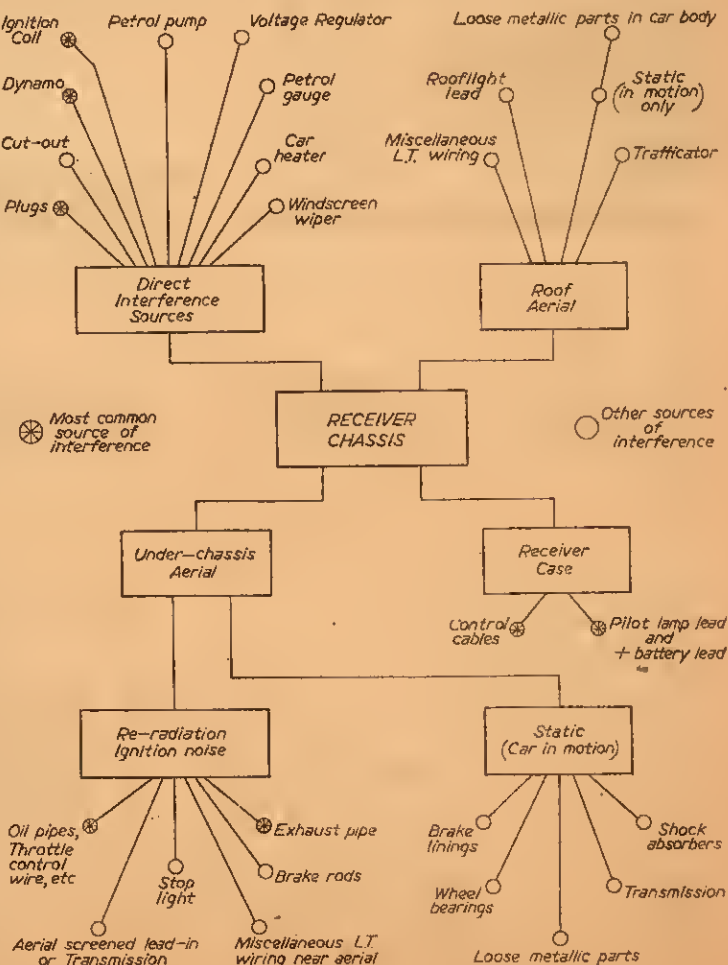 Ignition
Coil
Petrol pump
Voltage Regulator
Loose metallic parts in car body
Dynamo
Petrol
gauge
Rooflight
lead
Static
(in motion)
only
Cut-out
Car
heater
Miscellaneous
L.T. wiring
Trafficator
Plugs
Windscreen
wiper
Direct
Interference
Sources
Roof
Aerial
Most common
source of
interference
RECEIVER
CHASSIS
Other sources
of
interference
Under-chassis
Aerial
Receiver
Case
Control
cables
Pilot lamp lead
and
+ battery lead
Re-radiation
Ignition noise
Static
(Car in motion)
Oil pipes,
Throttle
control
wire, etc
Exhaust pipe
Stop
light
Brake rods
Aerial screened lead-in
or Transmission
Miscellaneous L.T.
wiring near aerial
Brake
linings
Shock
absorbers
Wheel
bearings
Transmission
Loose metallic parts